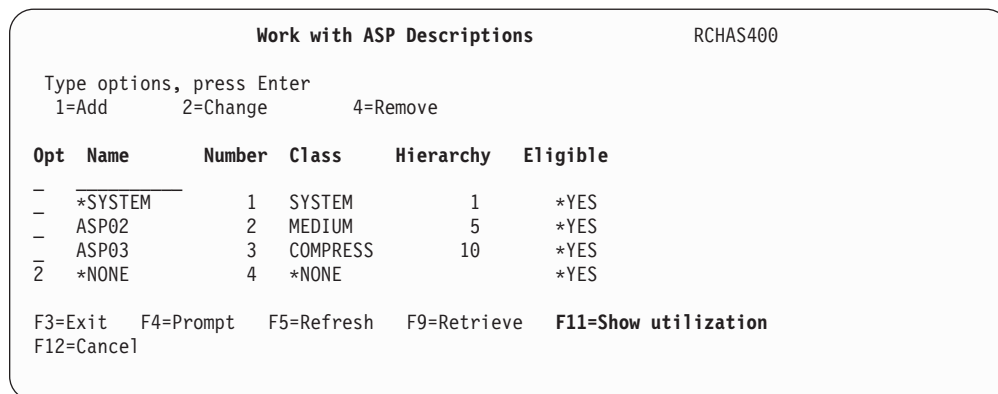 Work with ASP Descriptions RCHAS400
Type options, press Enter
1=Add 2=Change 4=Remove
Opt Name Number Class Hierarchy Eligible
_ __________
_ *SYSTEM 1 SYSTEM 1 *YES
_ ASP02 2 MEDIUM 5 *YES
_ ASP03 3 COMPRESS 10 *YES
2 *NONE 4 *NONE *YES
F3=Exit F4=Prompt F5=Refresh F9=Retrieve F11=Show utilization
F12=Cancel